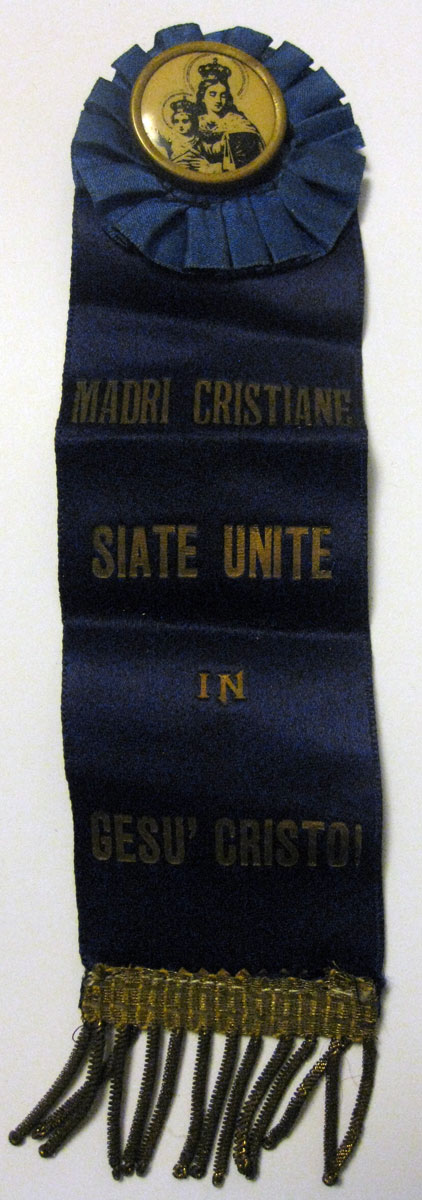 MADRI CRISTIANE
SIATE UNITE
IN
GESU' CRISTO!